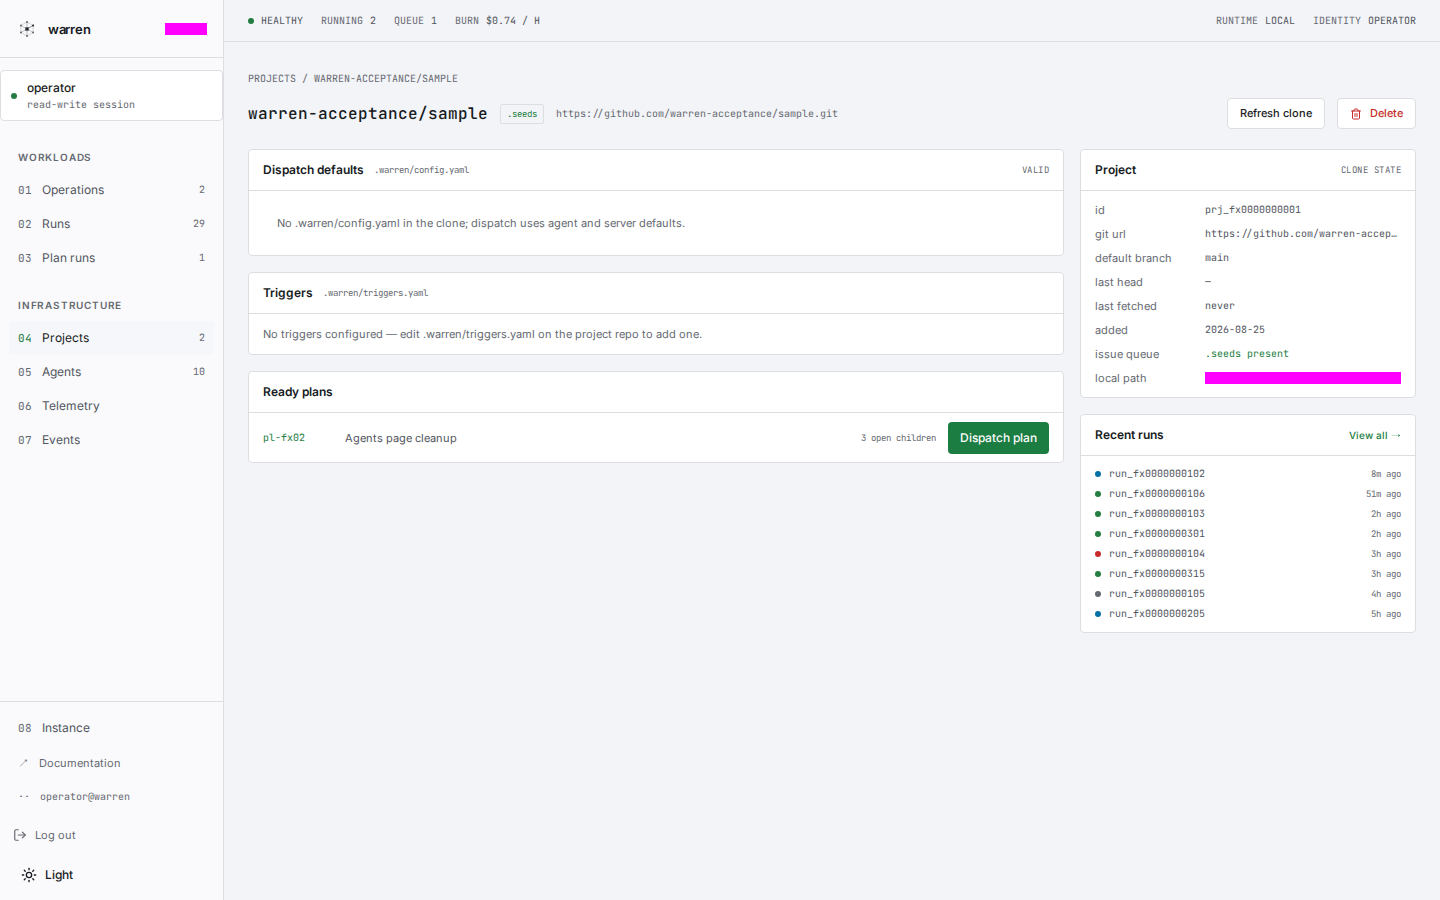 warren
operator
read-write session
WORKLOADS
01 Operations 2
02 Runs 29
03 Plan runs 1
INFRASTRUCTURE
04 Projects 2
05 Agents 10
06 Telemetry
07 Events
08 Instance
Documentation
operator@warren
Log out
Light
HEALTHY RUNNING 2 QUEUE 1 BURN $0.74 / H RUNTIME LOCAL IDENTITY OPERATOR
PROJECTS / WARREN-ACCEPTANCE/SAMPLE
warren-acceptance/sample .seeds https://github.com/warren-acceptance/sample.git Refresh clone Delete
Dispatch defaults .warren/config.yaml VALID
No .warren/config.yaml in the clone; dispatch uses agent and server defaults.
Triggers .warren/triggers.yaml
No triggers configured — edit .warren/triggers.yaml on the project repo to add one.
Ready plans
pl-fx02 Agents page cleanup 3 open children Dispatch plan
Project CLONE STATE
id prj_fx0000000001
git url https://github.com/warren-accep…
default branch main
last head —
last fetched never
added 2026-08-25
issue queue .seeds present
local path
Recent runs View all →
run_fx0000000102 8m ago
run_fx0000000106 51m ago
run_fx0000000103 2h ago
run_fx0000000301 2h ago
run_fx0000000104 3h ago
run_fx0000000315 3h ago
run_fx0000000105 4h ago
run_fx0000000205 5h ago